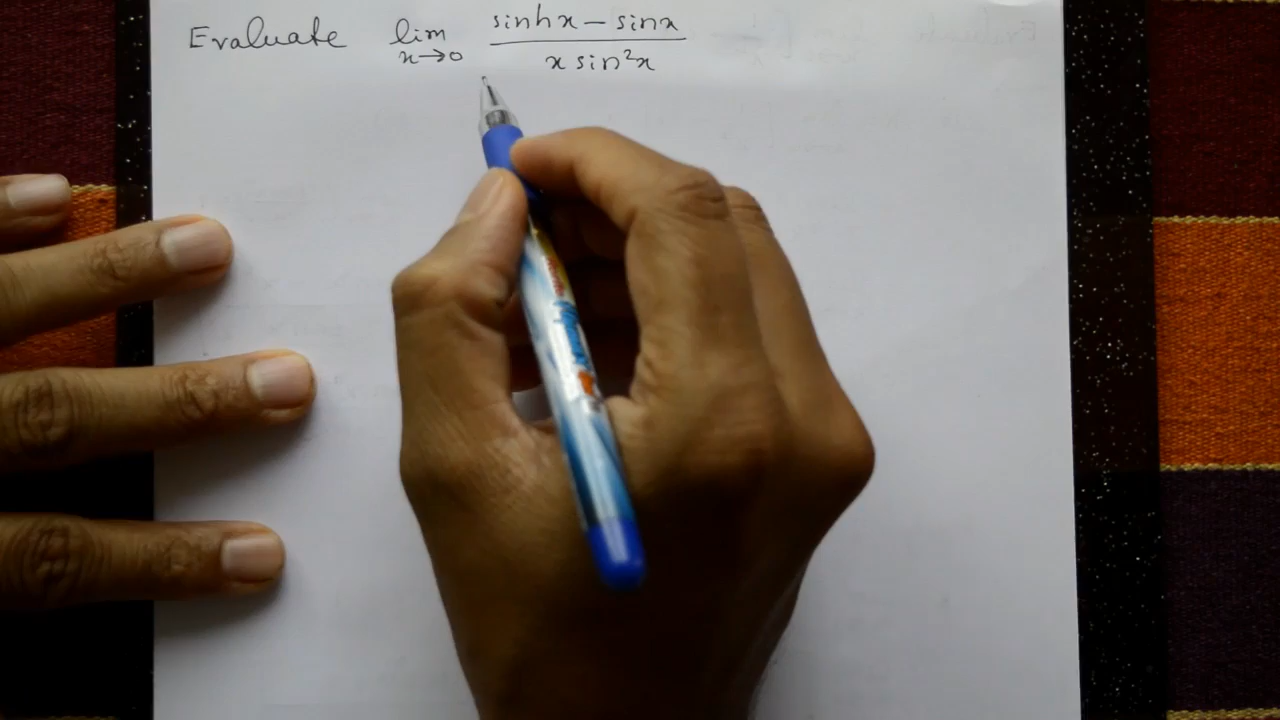 Evaluate lim x→0 (sinhx − sinx) / (x sin²x)